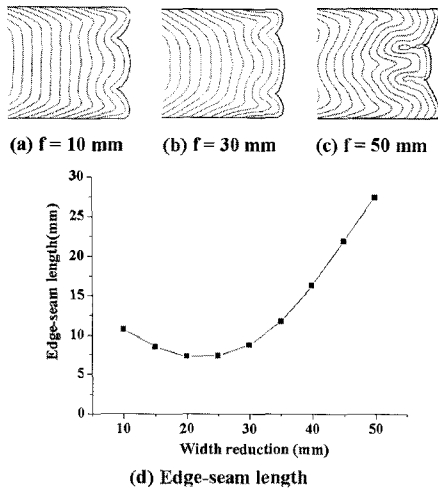 (a) f = 10 mm (b) f = 30 mm (c) f = 50 mm
30
25
20
15
10
5
0
Edge-seam length(mm)
10 20 30 40 50
Width reduction (mm)
(d) Edge-seam length